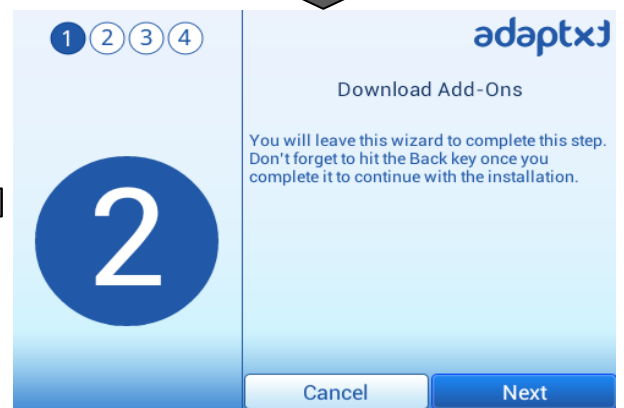 1 2 3 4
adaptxt
Download Add-Ons
You will leave this wizard to complete this step.
Don't forget to hit the Back key once you
complete it to continue with the installation.
2
Cancel
Next